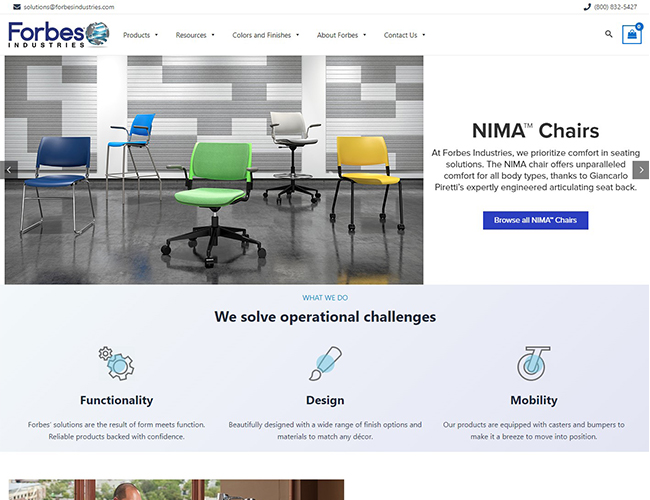 solutions@forbesindustries.com
(800) 832-5427
Forbes
INDUSTRIES
Products
Resources
Colors and Finishes
About Forbes
Contact Us
0
NIMA™ Chairs
At Forbes Industries, we prioritize comfort in seating
solutions. The NIMA chair offers unparalleled
comfort for all body types, thanks to Giancarlo
Piretti's expertly engineered articulating seat back.
Browse all NIMA™ Chairs
WHAT WE DO
We solve operational challenges
Functionality
Forbes' solutions are the result of form meets function.
Reliable products backed with confidence.
Design
Beautifully designed with a wide range of finish options and
materials to match any décor.
Mobility
Our products are equipped with casters and bumpers to
make it a breeze to move into position.